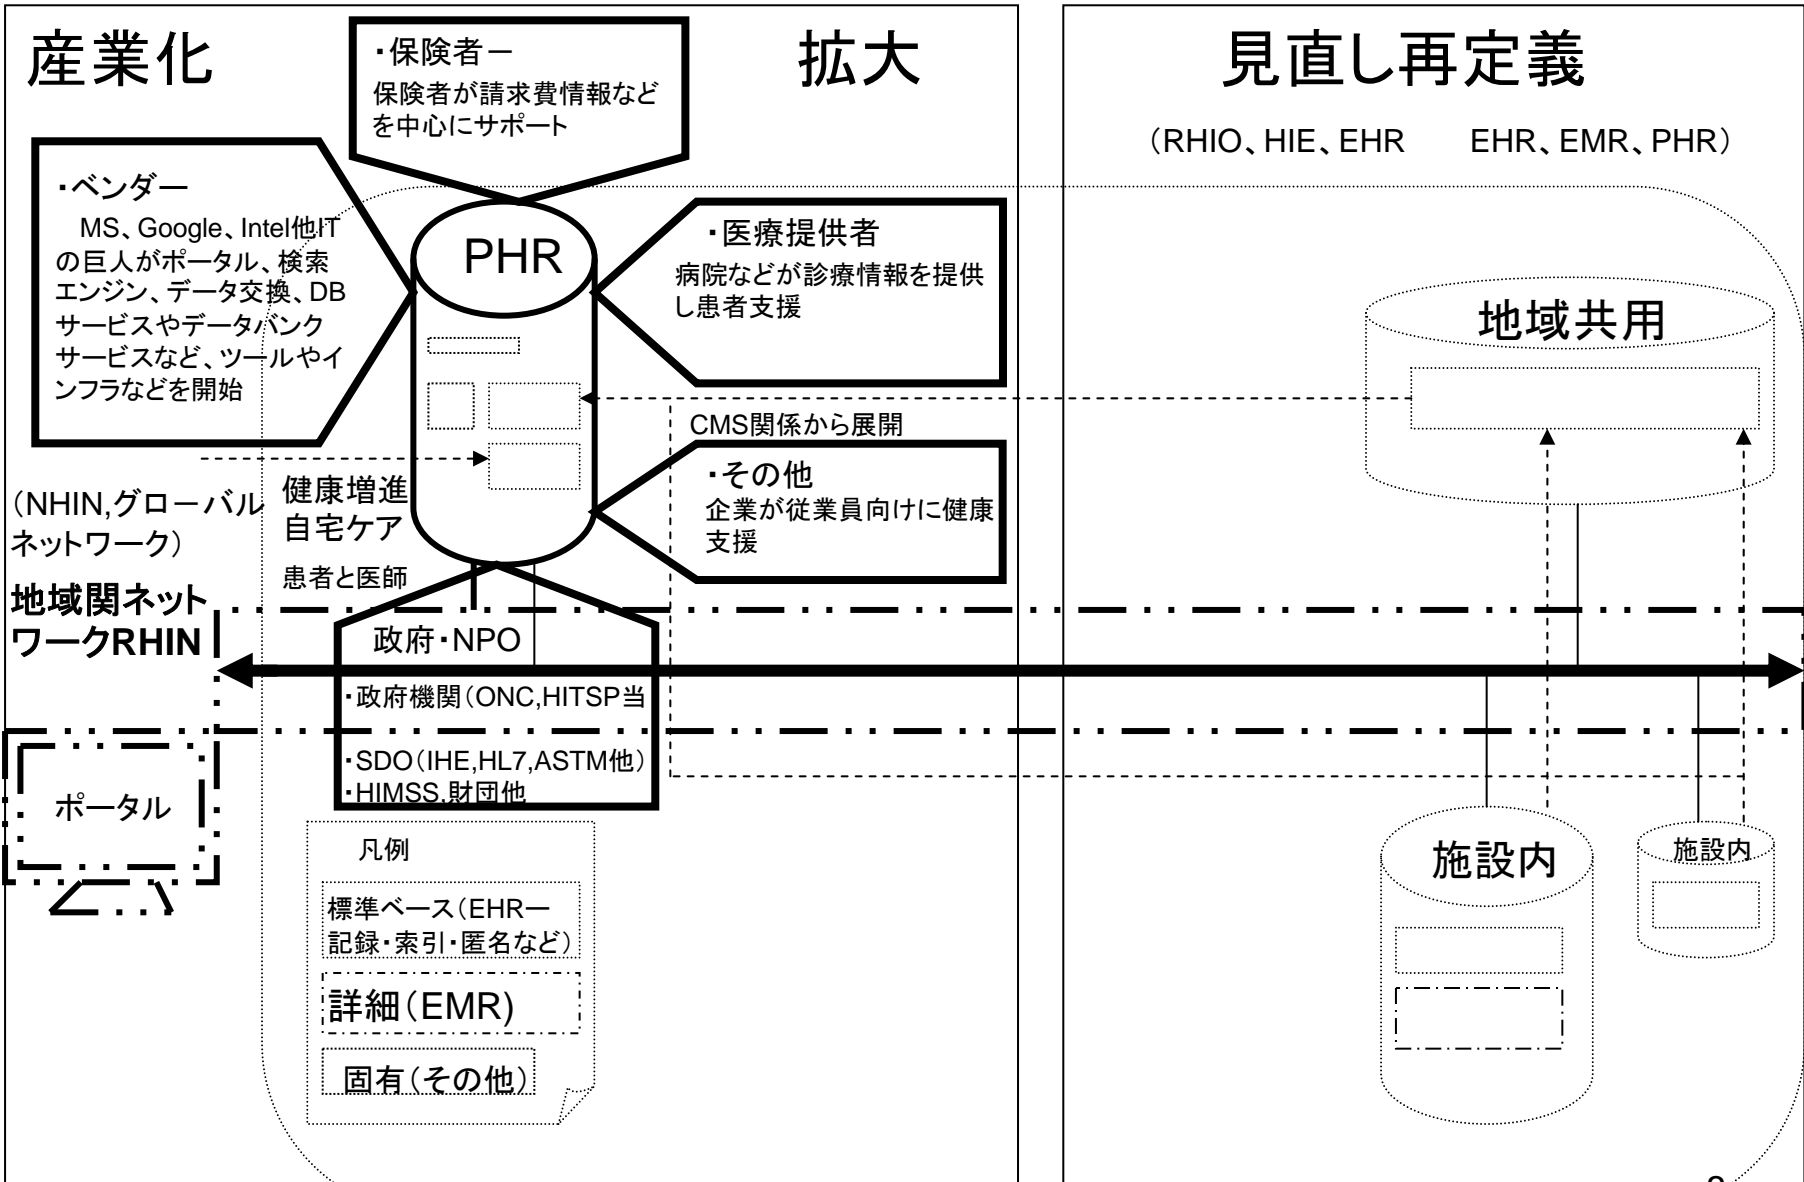 産業化
拡大
見直し再定義
（RHIO、HIE、EHR　　EHR、EMR、PHR）
・保険者－
保険者が請求費情報など
を中心にサポート
・ベンダー
MS、Google、Intel他IT
の巨人がポータル、検索
エンジン、データ交換、DB
サービスやデータバンク
サービスなど、ツールやイ
ンフラなどを開始
PHR
・医療提供者
病院などが診療情報を提供
し患者支援
CMS関係から展開
・その他
企業が従業員向けに健康
支援
地域共用
（NHIN,グローバル
ネットワーク）
健康増進
自宅ケア
患者と医師
地域関ネット
ワークRHIN
政府・NPO
・政府機関（ONC,HITSP当
・SDO（IHE,HL7,ASTM他）
・HIMSS,財団他
ポータル
凡例
標準ベース（EHR一
記録・索引・匿名など）
詳細（EMR)
固有（その他）
施設内
施設内